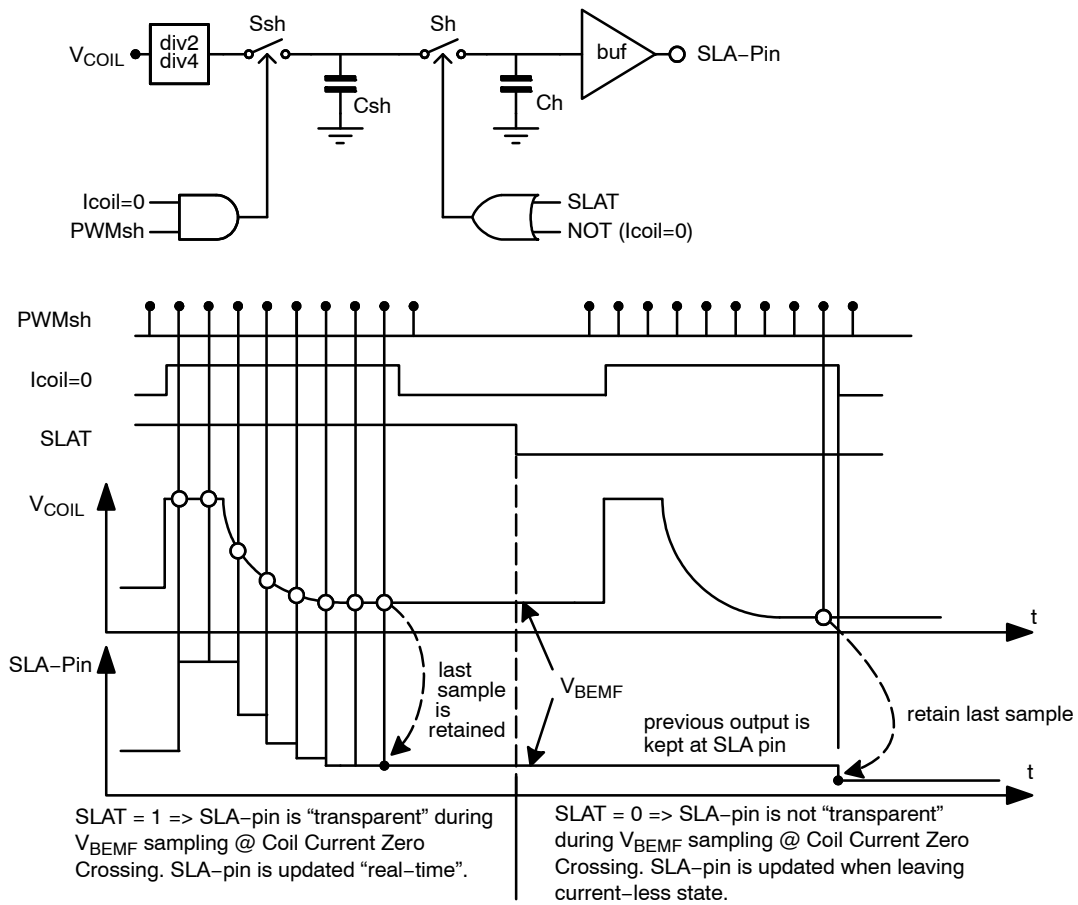 Ssh
Sh
V_COIL
div2
div4
buf
SLA–Pin
Csh
Ch
Icoil=0
PWMsh
SLAT
NOT (Icoil=0)
PWMsh
Icoil=0
SLAT
V_COIL
t
SLA–Pin
last
sample
is
retained
V_BEMF
previous output is
kept at SLA pin
retain last sample
t
SLAT = 1 => SLA–pin is “transparent” during
V_BEMF sampling @ Coil Current Zero
Crossing. SLA–pin is updated “real-time”.
SLAT = 0 => SLA–pin is not “transparent”
during V_BEMF sampling @ Coil Current Zero
Crossing. SLA–pin is updated when leaving
current–less state.